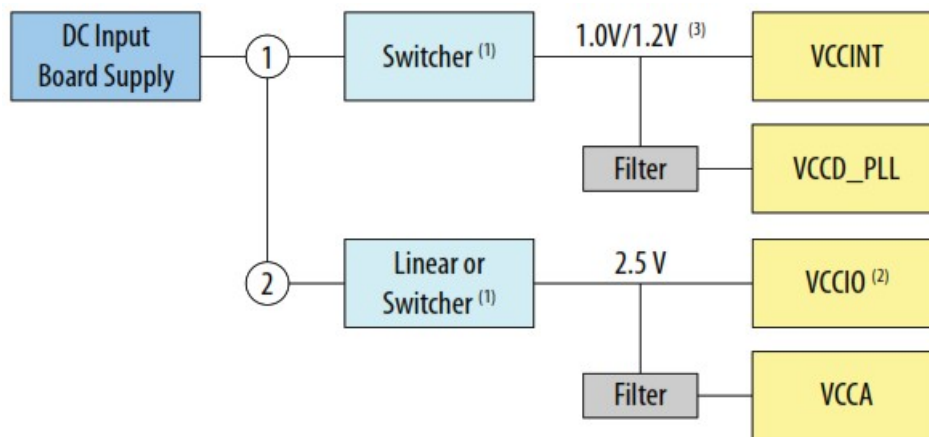 DC Input
Board Supply
1
Switcher (1)
1.0V/1.2V (3)
VCCINT
Filter
VCCD_PLL
2
Linear or
Switcher (1)
2.5 V
VCCIO (2)
Filter
VCCA